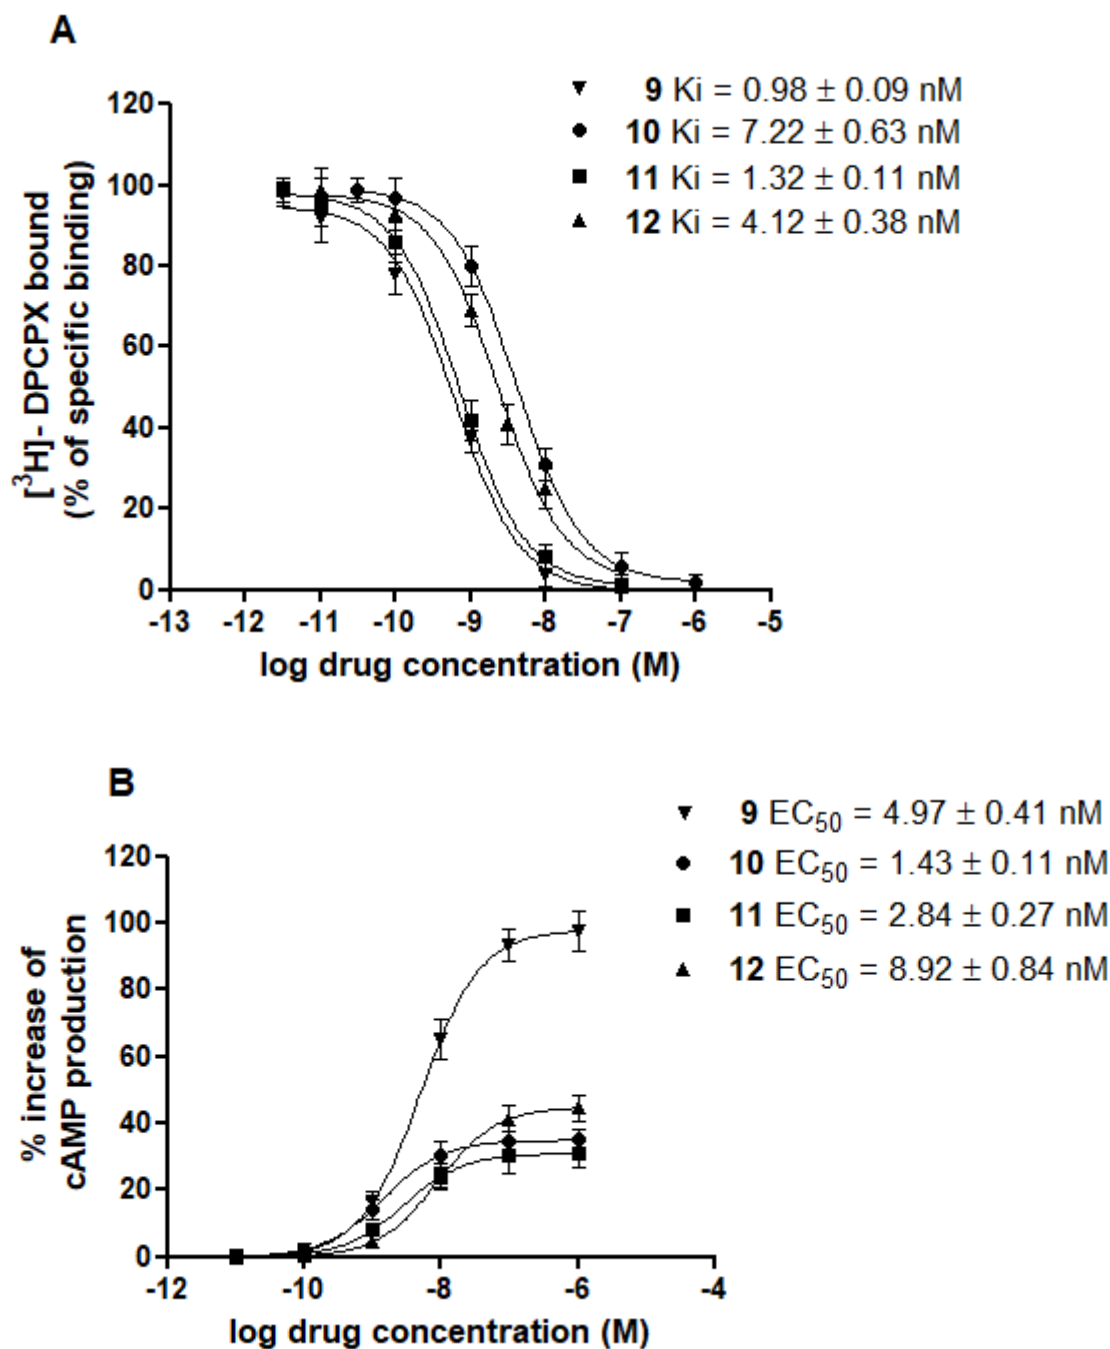 A
9 Ki = 0.98 ± 0.09 nM
10 Ki = 7.22 ± 0.63 nM
11 Ki = 1.32 ± 0.11 nM
12 Ki = 4.12 ± 0.38 nM
[³H]- DPCPX bound
(% of specific binding)
120
100
80
60
40
20
0
-13 -12 -11 -10 -9 -8 -7 -6 -5
log drug concentration (M)
B
9 EC₅₀ = 4.97 ± 0.41 nM
10 EC₅₀ = 1.43 ± 0.11 nM
11 EC₅₀ = 2.84 ± 0.27 nM
12 EC₅₀ = 8.92 ± 0.84 nM
% increase of
cAMP production
120
100
80
60
40
20
0
-12 -10 -8 -6 -4
log drug concentration (M)